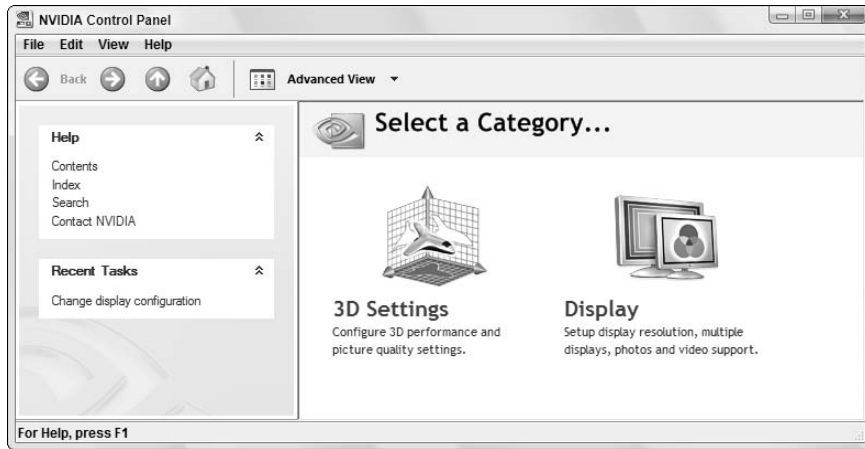 NVIDIA Control Panel
File Edit View Help
Back
Advanced View
Help
Contents
Index
Search
Contact NVIDIA
Recent Tasks
Change display configuration
Select a Category...
3D Settings
Configure 3D performance and
picture quality settings.
Display
Setup display resolution, multiple
displays, photos and video support.
For Help, press F1